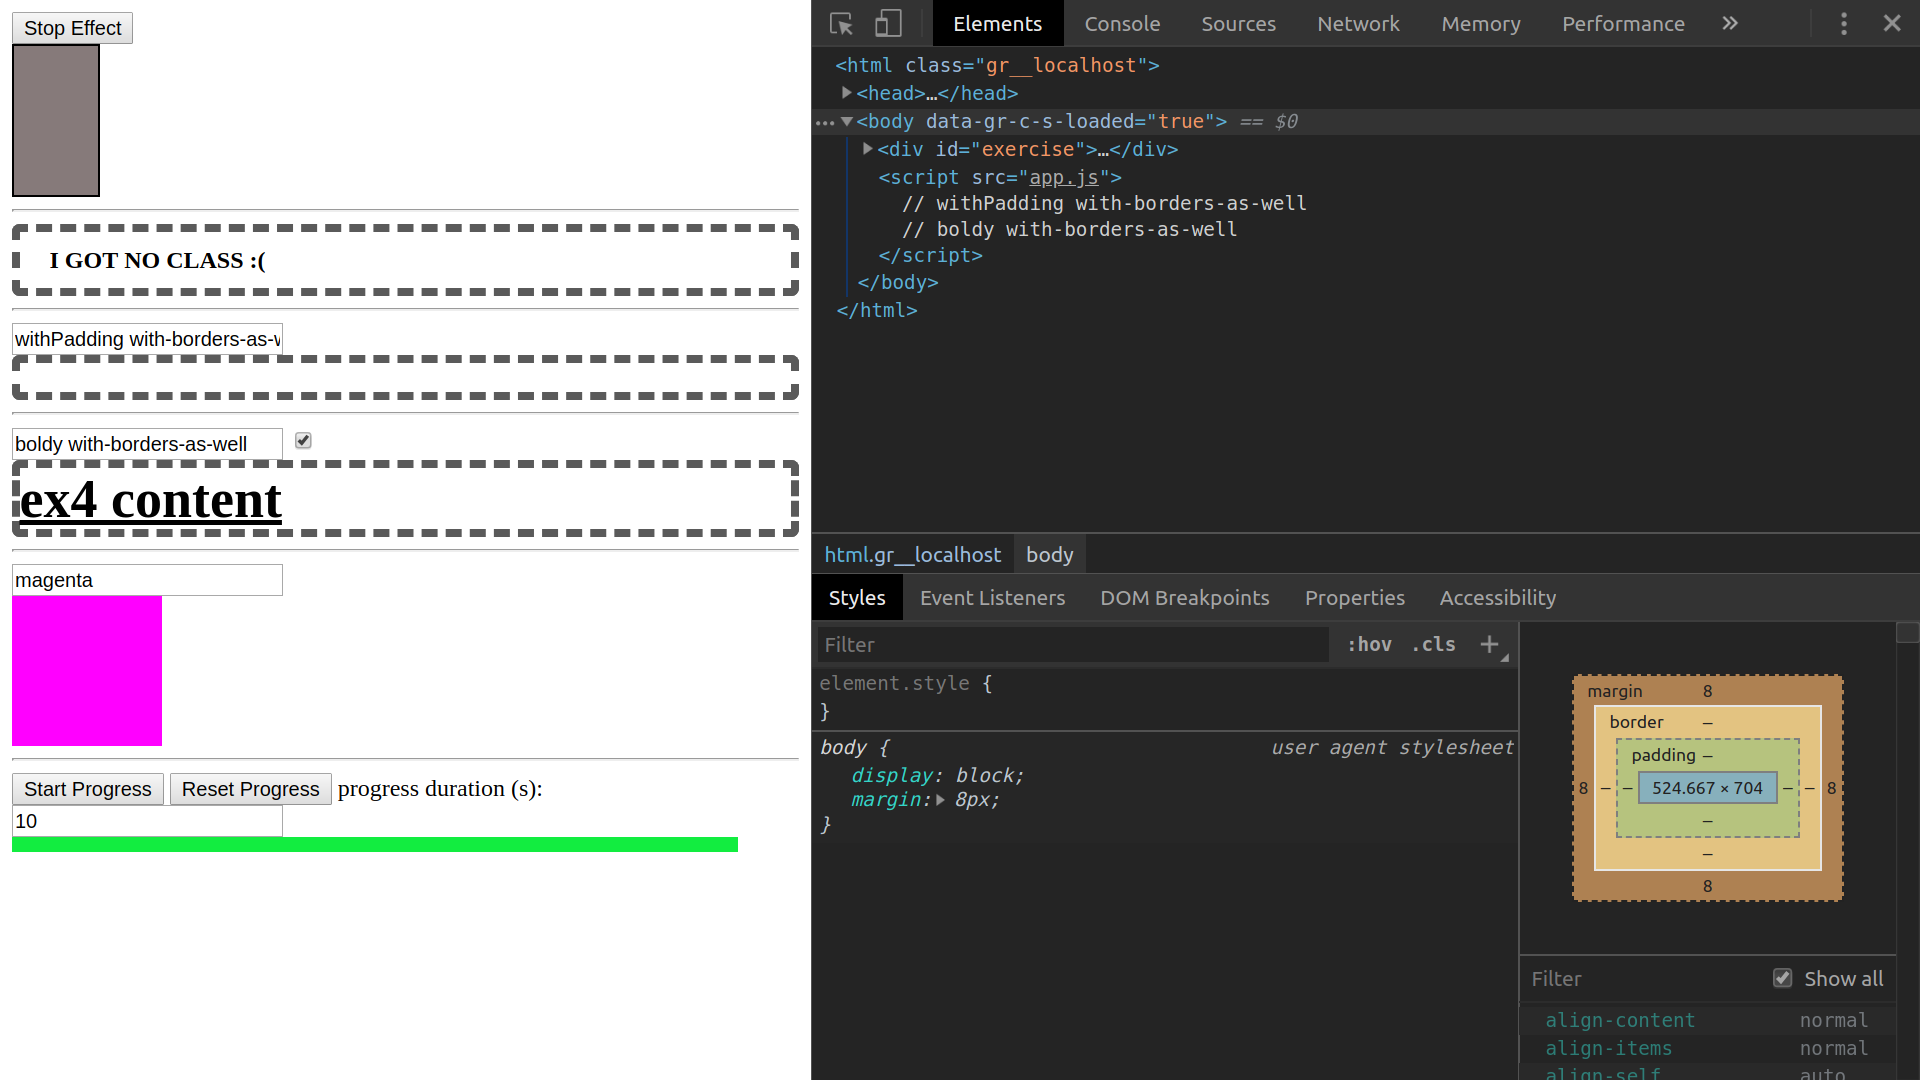 Stop Effect
I GOT NO CLASS :(
withPadding with-borders-as-w
boldy with-borders-as-well
ex4 content
magenta
Start Progress Reset Progress progress duration (s):
10
Elements Console Sources Network Memory Performance »
<html class="gr__localhost">
<head>…</head>
<body data-gr-c-s-loaded="true"> == $0
<div id="exercise">…</div>
<script src="app.js">
// withPadding with-borders-as-well
// boldy with-borders-as-well
</script>
</body>
</html>
html.gr__localhost body
Styles Event Listeners DOM Breakpoints Properties Accessibility
Filter :hov .cls +
element.style {
}
body { user agent stylesheet
display: block;
margin: 8px;
}
margin 8
border –
padding –
8 – – 524.667 × 704 – – 8
–
–
8
Filter Show all
align-content normal
align-items normal
align-self auto